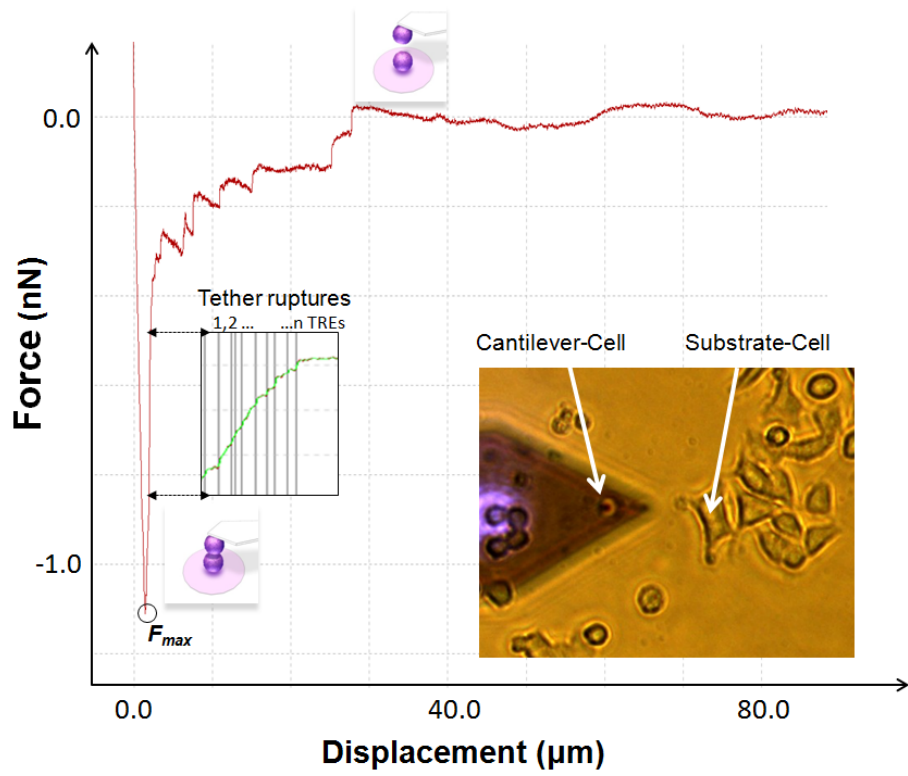 0.0
Tether ruptures
1,2 ... ...n TREs
Cantilever-Cell
Substrate-Cell
Force (nN)
-1.0
Fmax
0.0
40.0
80.0
Displacement (μm)